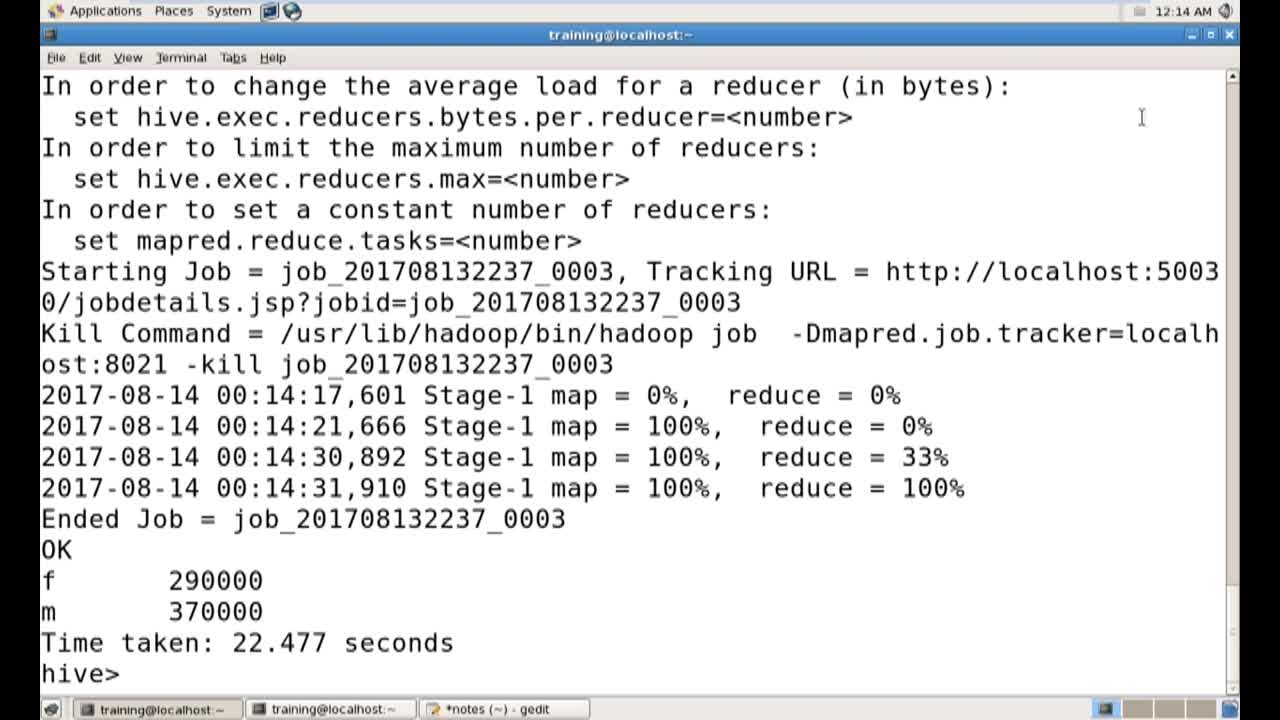 Applications Places System 12:14 AM
training@localhost:~
File Edit View Terminal Tabs Help
In order to change the average load for a reducer (in bytes):
  set hive.exec.reducers.bytes.per.reducer=<number>
In order to limit the maximum number of reducers:
  set hive.exec.reducers.max=<number>
In order to set a constant number of reducers:
  set mapred.reduce.tasks=<number>
Starting Job = job_201708132237_0003, Tracking URL = http://localhost:5003
0/jobdetails.jsp?jobid=job_201708132237_0003
Kill Command = /usr/lib/hadoop/bin/hadoop job  -Dmapred.job.tracker=localh
ost:8021 -kill job_201708132237_0003
2017-08-14 00:14:17,601 Stage-1 map = 0%,  reduce = 0%
2017-08-14 00:14:21,666 Stage-1 map = 100%,  reduce = 0%
2017-08-14 00:14:30,892 Stage-1 map = 100%,  reduce = 33%
2017-08-14 00:14:31,910 Stage-1 map = 100%,  reduce = 100%
Ended Job = job_201708132237_0003
OK
f       290000
m       370000
Time taken: 22.477 seconds
hive>
training@localhost:~ training@localhost:~ *notes (~) - gedit